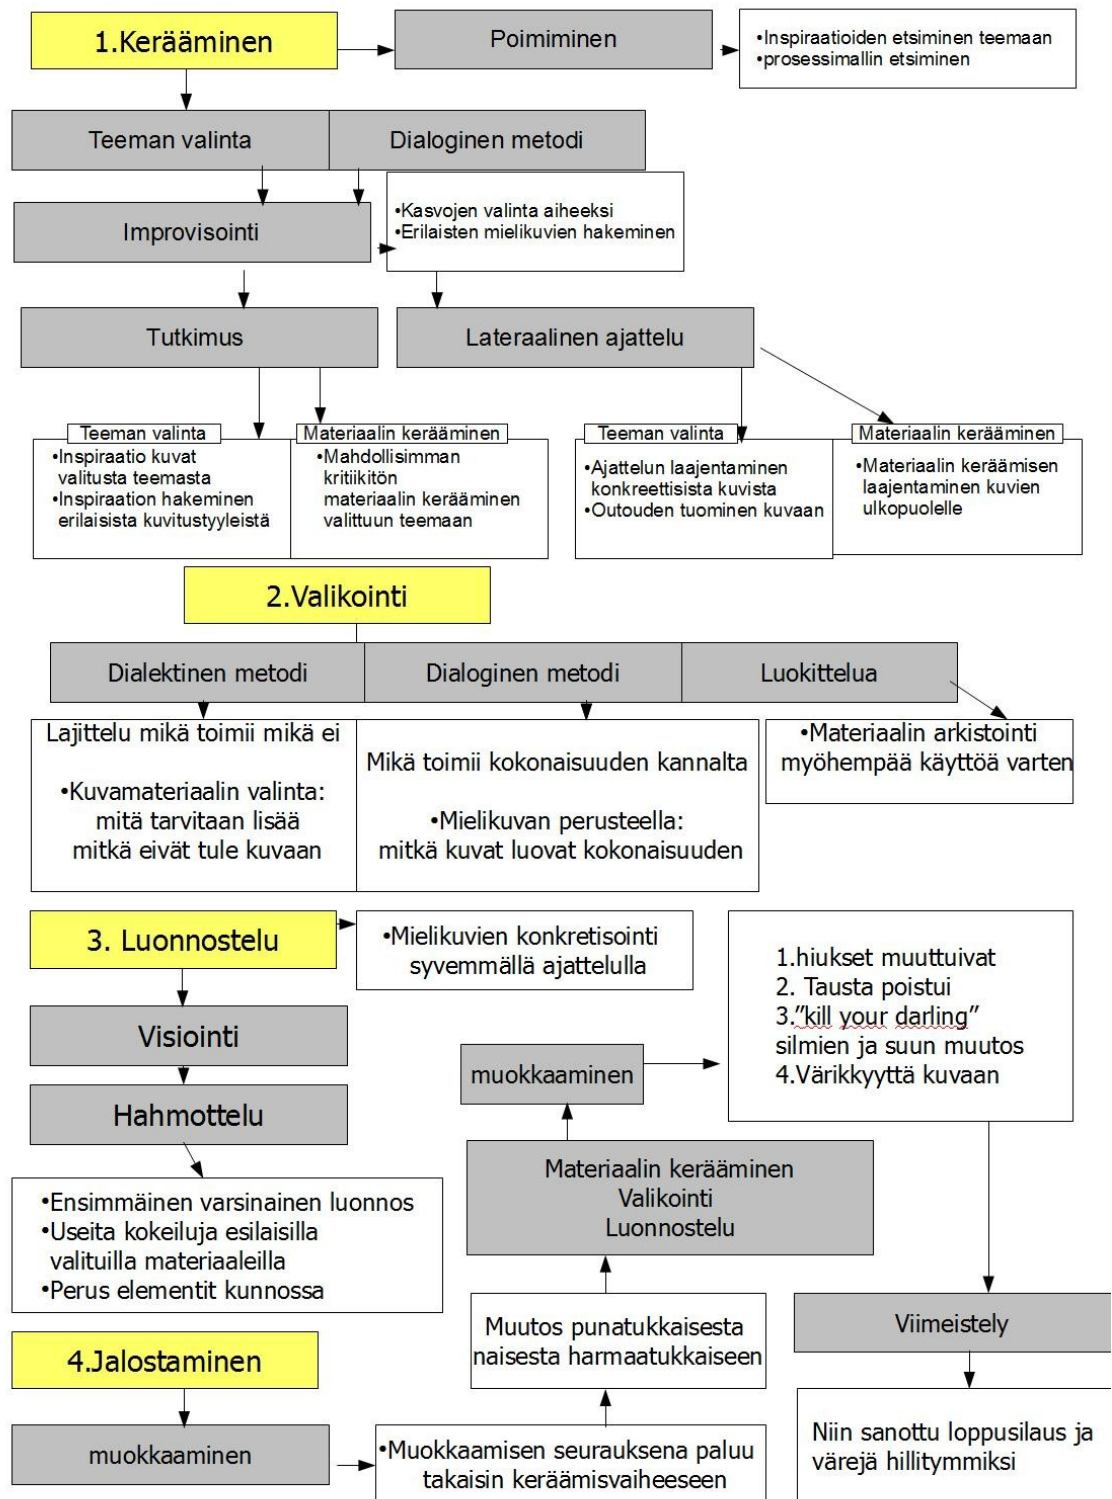 1.Kerääminen
Poimiminen
•Inspiraatioiden etsiminen teemaan
•prosessimallin etsiminen
Teeman valinta
Dialoginen metodi
Improvisointi
•Kasvojen valinta aiheeksi
•Erilaisten mielikuvien hakeminen
Tutkimus
Lateraalinen ajattelu
Teeman valinta
•Inspiraatio kuvat
valitusta teemasta
•Inspiraation hakeminen
erilaisista kuvitustyyleistä
Materiaalin kerääminen
•Mahdollisimman
kritiikitön
materiaalin kerääminen
valittuun teemaan
Teeman valinta
•Ajattelun laajentaminen
konkreettisista kuvista
•Outouden tuominen kuvaan
Materiaalin kerääminen
•Materiaalin keräämisen
laajentaminen kuvien
ulkopuolelle
2.Valikointi
Dialektinen metodi
Dialoginen metodi
Luokittelua
Lajittelu mikä toimii mikä ei
•Kuvamateriaalin valinta:
mitä tarvitaan lisää
mitkä eivät tule kuvaan
Mikä toimii kokonaisuuden kannalta
•Mielikuvan perusteella:
mitkä kuvat luovat kokonaisuuden
•Materiaalin arkistointi
myöhempää käyttöä varten
3. Luonnostelu
•Mielikuvien konkretisointi
syvemmällä ajattelulla
Visiointi
Hahmottelu
•Ensimmäinen varsinainen luonnos
•Useita kokeiluja esilaisilla
valituilla materiaaleilla
•Perus elementit kunnossa
4.Jalostaminen
muokkaaminen
•Muokkaamisen seurauksena paluu
takaisin keräämisvaiheeseen
Muutos punatukkaisesta
naisesta harmaatukkaiseen
Materiaalin kerääminen
Valikointi
Luonnostelu
muokkaaminen
1.hiukset muuttuivat
2. Tausta poistui
3.”kill your darling”
silmien ja suun muutos
4.Värikkyyttä kuvaan
Viimeistely
Niin sanottu loppusilaus ja
värejä hillitymmiksi